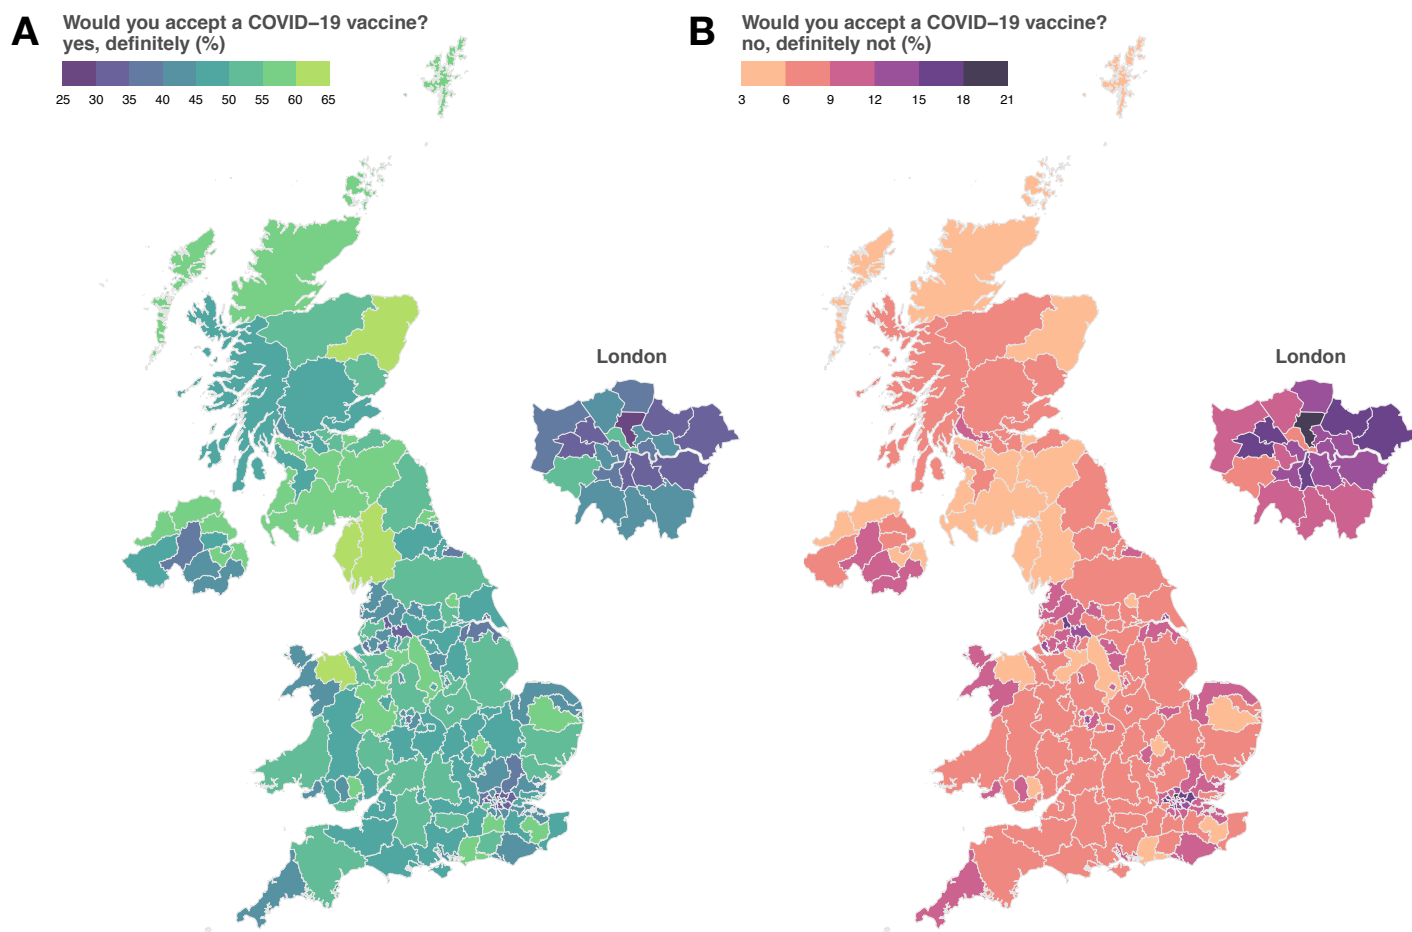 A
Would you accept a COVID−19 vaccine?
yes, definitely (%)
25 30 35 40 45 50 55 60 65
London
B
Would you accept a COVID−19 vaccine?
no, definitely not (%)
3 6 9 12 15 18 21
London